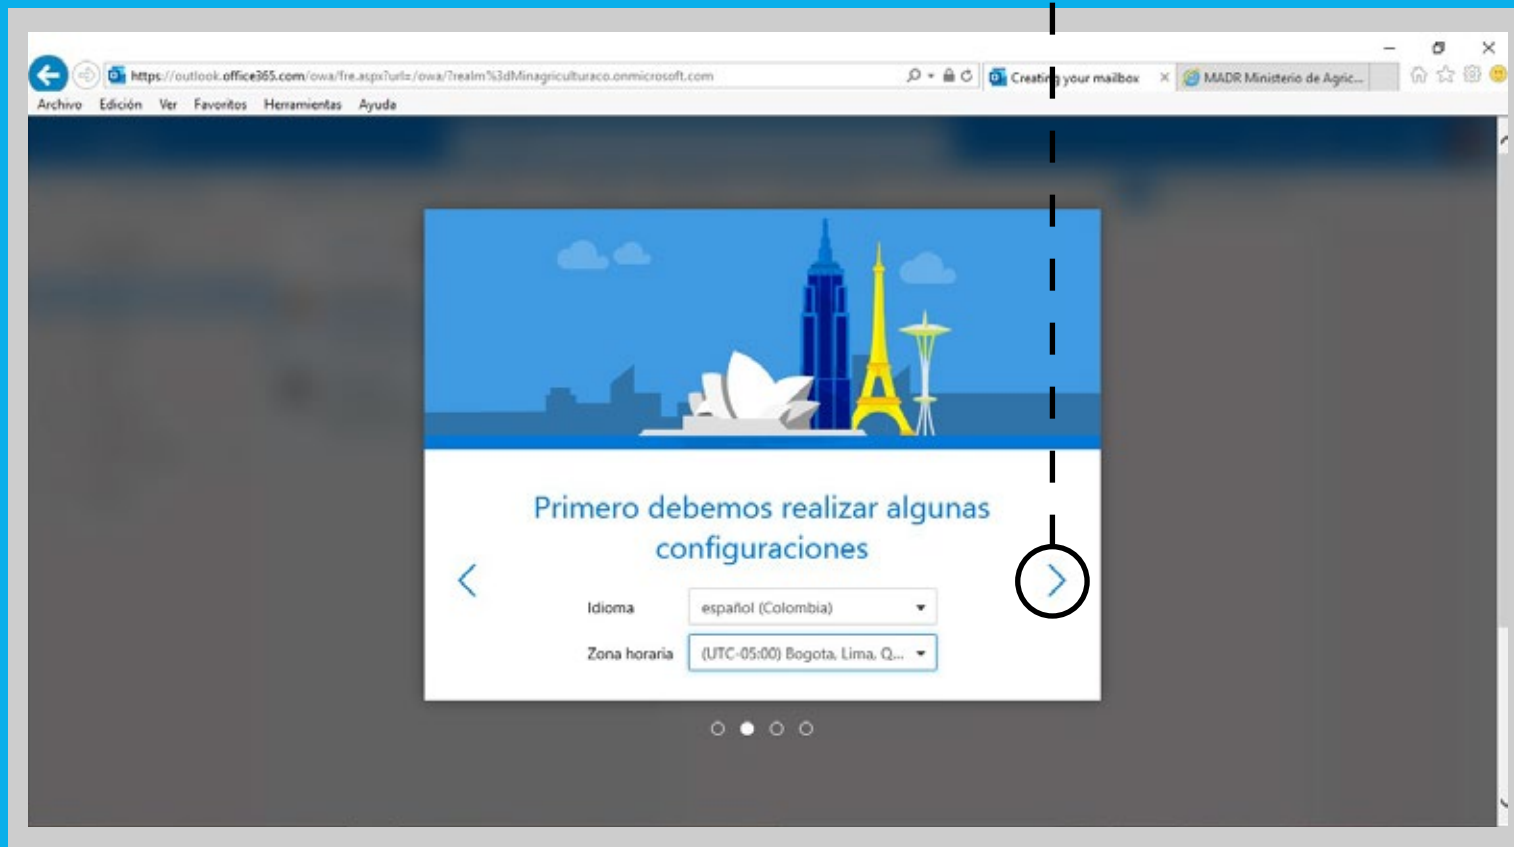 https://outlook.office365.com/owa/fre.aspx?url=/owa/?realm%3dMinagriculturaco.onmicrosoft.com
Creating your mailbox
MADR Ministerio de Agric...
Archivo Edición Ver Favoritos Herramientas Ayuda
Primero debemos realizar algunas
configuraciones
Idioma español (Colombia)
Zona horaria (UTC-05:00) Bogota, Lima, Q...